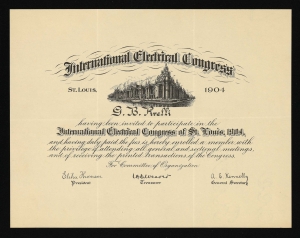 International Electrical Congress
St. Louis, 1904
having been invited to participate in the
International Electrical Congress of St. Louis, 1904,
and having duly paid the fee is hereby enrolled a member with
the privilege of attending all general and sectional meetings,
and of receiving the printed transactions of the Congress.
For Committee of Organization:
Elihu Thomson
A. E. Kennelly
President Treasurer General Secretary